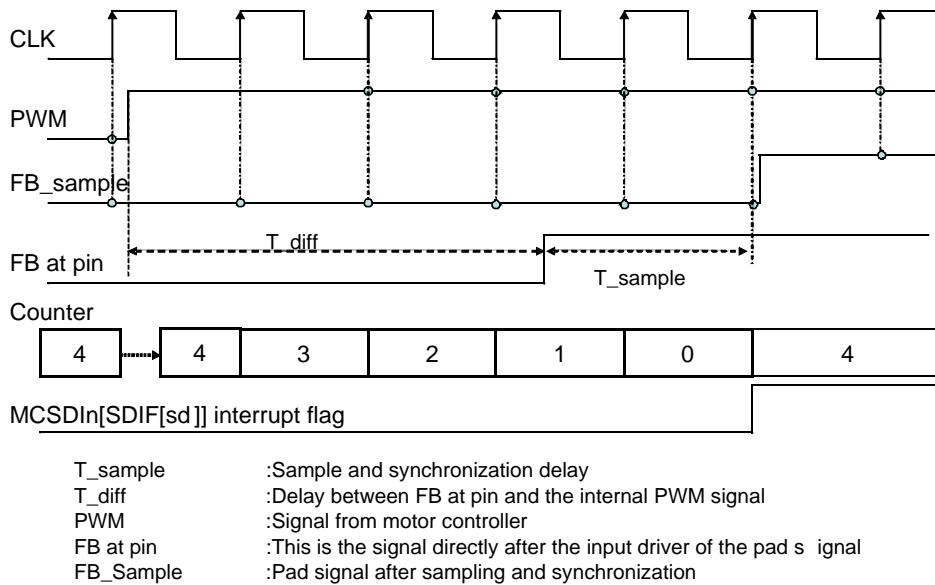 CLK
PWM
FB_sample
T_diff
FB at pin
T_sample
Counter
4 4 3 2 1 0 4
MCSDIn[SDIF[sd]] interrupt flag
T_sample :Sample and synchronization delay
T_diff :Delay between FB at pin and the internal PWM signal
PWM :Signal from motor controller
FB at pin :This is the signal directly after the input driver of the pad s ignal
FB_Sample :Pad signal after sampling and synchronization